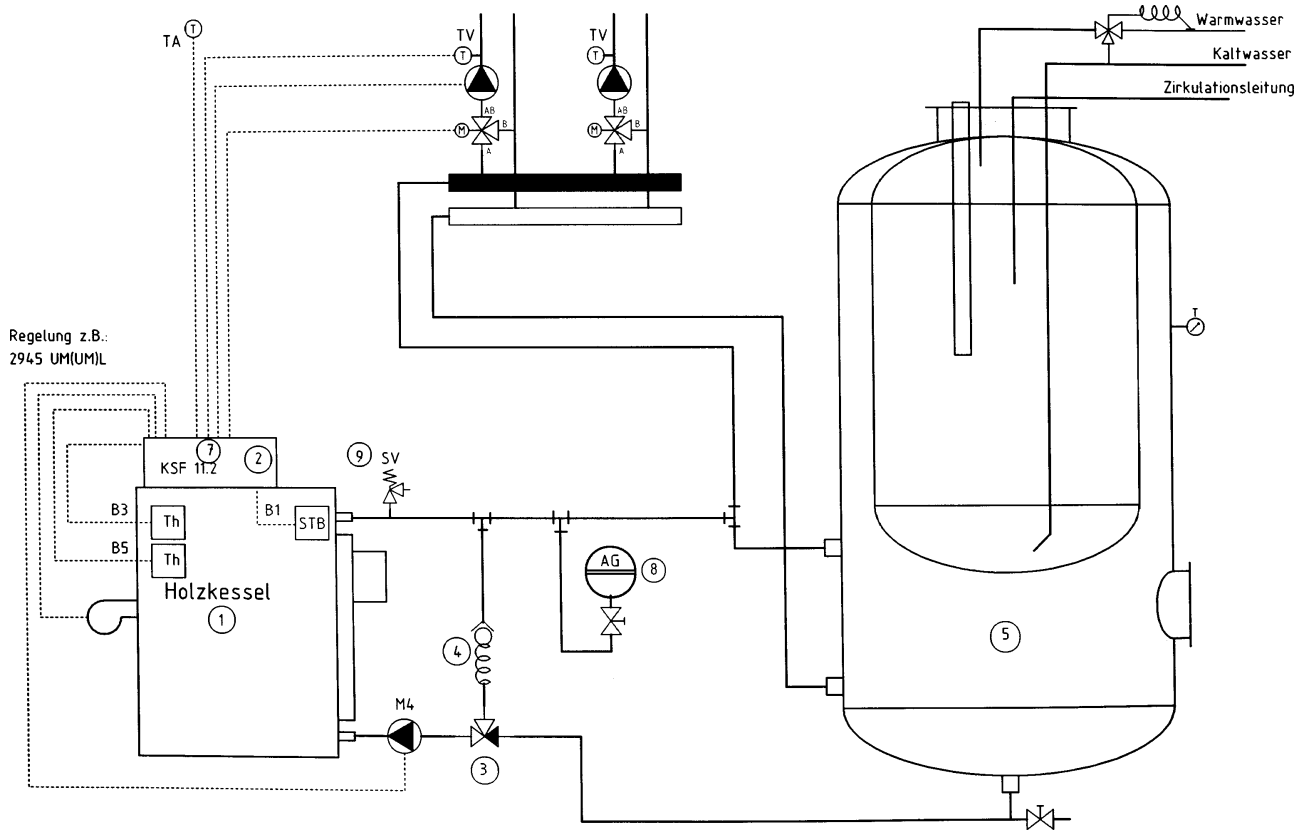 TA T
TV
T
TV
T
AB
M
B
A
AB
M
B
A
Warmwasser
Kaltwasser
Zirkulationsleitung
T
Regelung z.B.:
2945 UM(UM)L
7
2
KSF 11.2
9
SV
B3
Th
B1
STB
B5
Th
Holzkessel
1
AG
8
4
5
M4
3